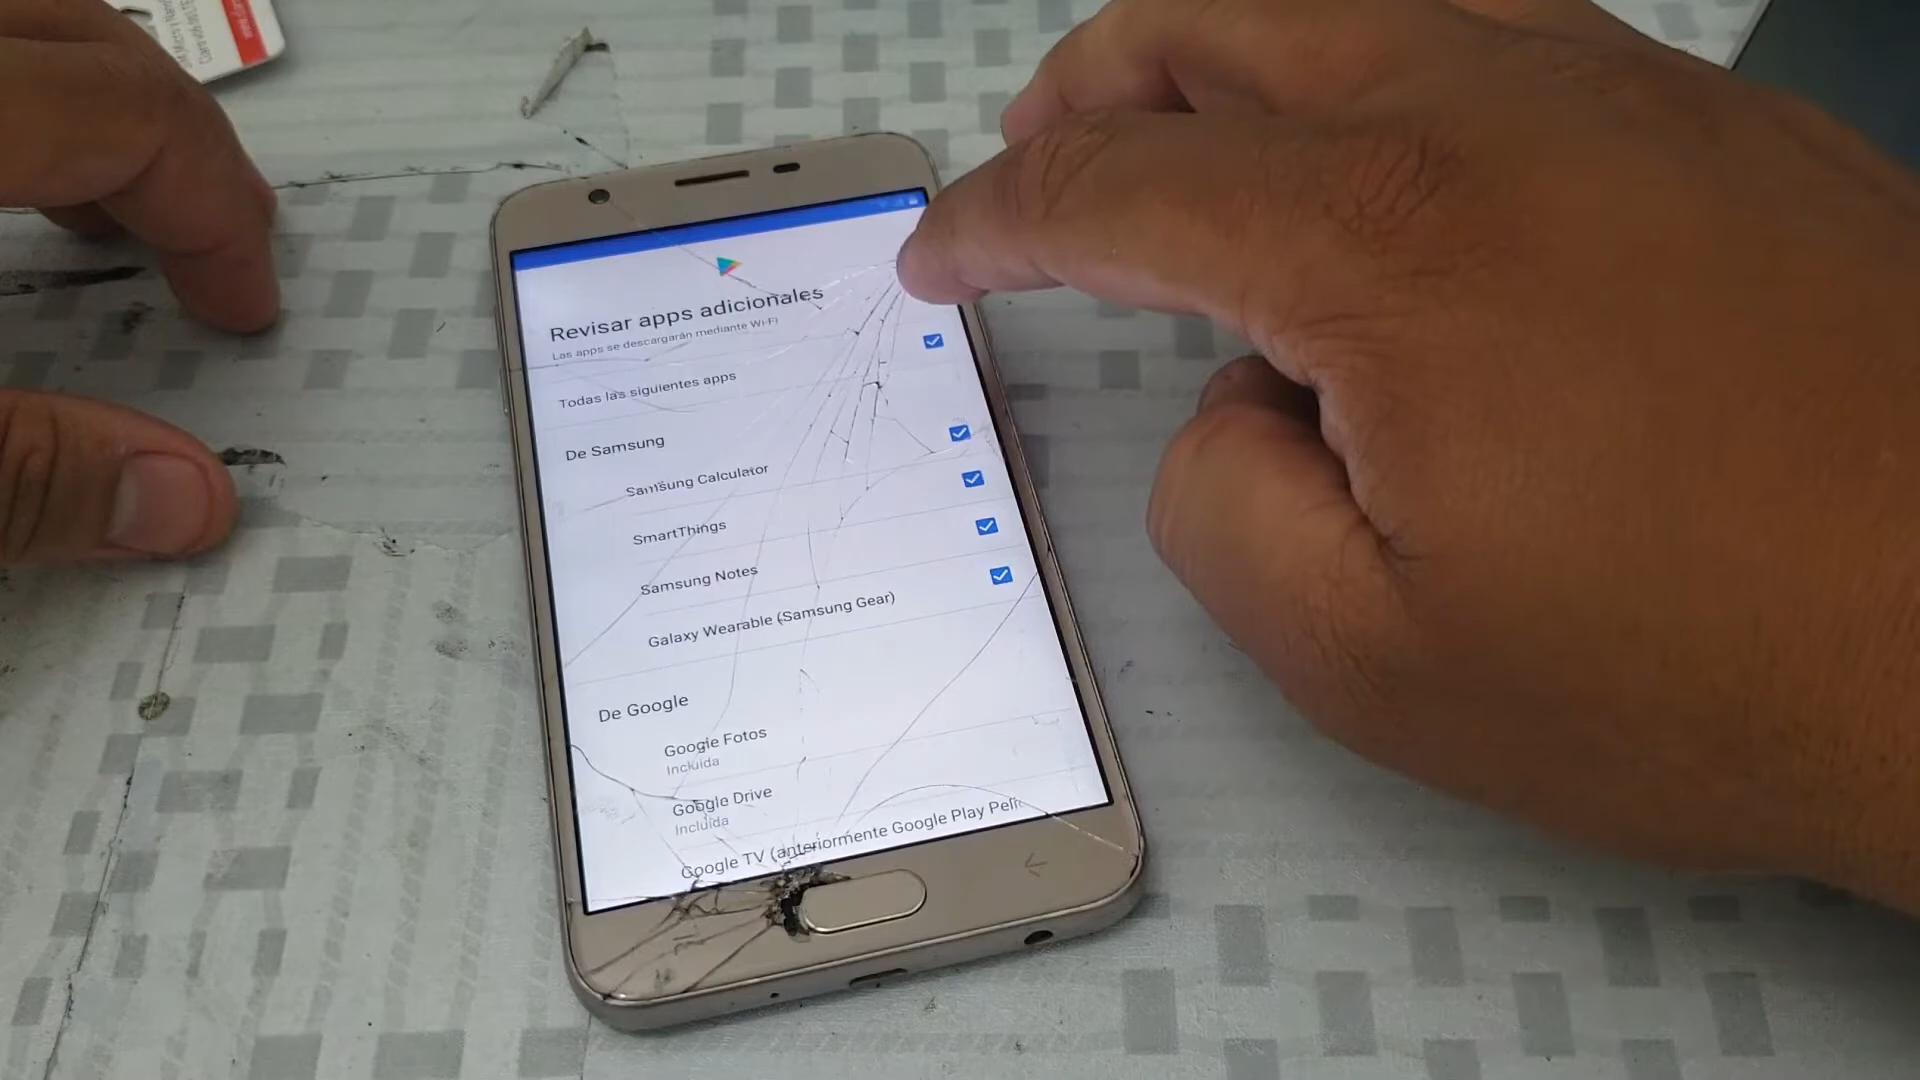 Revisar apps adicionales
Las apps se descargarán mediante Wi-Fi
Todas las siguientes apps
De Samsung
Samsung Calculator
SmartThings
Samsung Notes
Galaxy Wearable (Samsung Gear)
De Google
Google Fotos
Incluida
Google Drive
Incluida
Google TV (anteriormente Google Play Pelíc